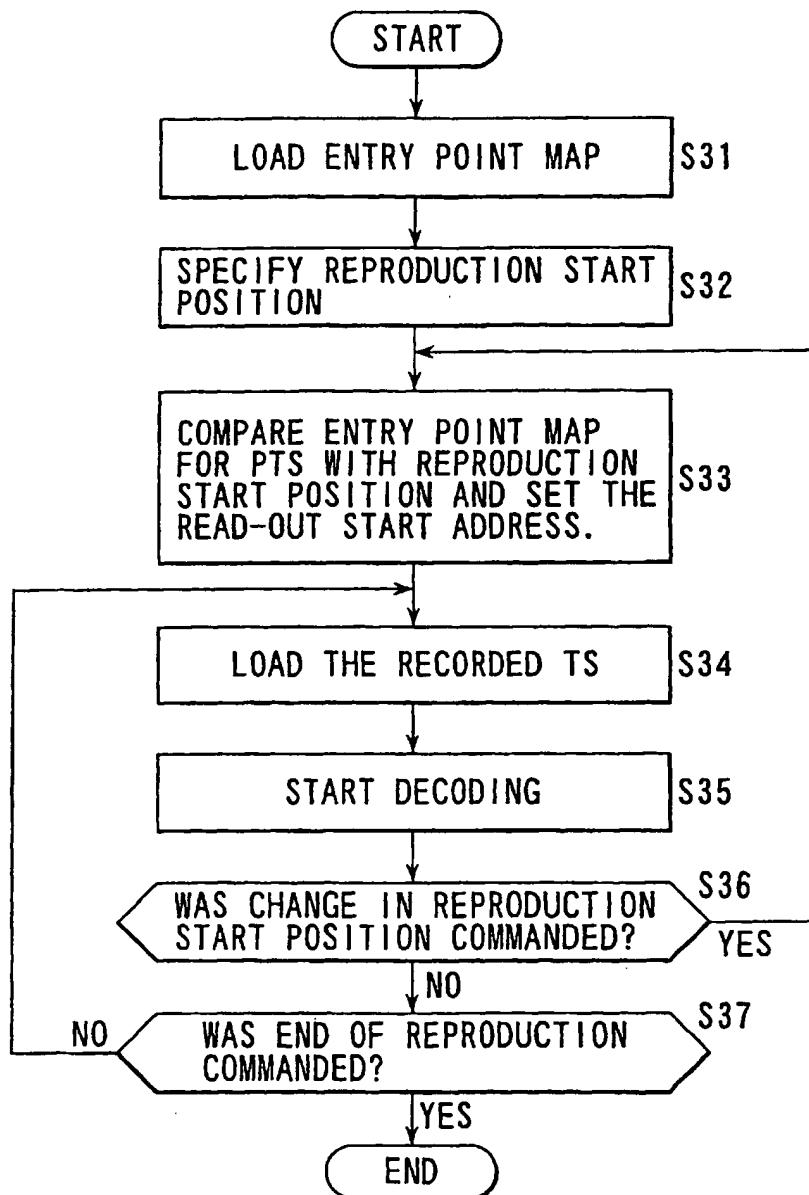 START
LOAD ENTRY POINT MAP
S31
SPECIFY REPRODUCTION START
POSITION
S32
COMPARE ENTRY POINT MAP
FOR PTS WITH REPRODUCTION
START POSITION AND SET THE
READ-OUT START ADDRESS.
S33
LOAD THE RECORDED TS
S34
START DECODING
S35
WAS CHANGE IN REPRODUCTION
START POSITION COMMANDED?
S36
YES
NO
WAS END OF REPRODUCTION
COMMANDED?
S37
NO
YES
END